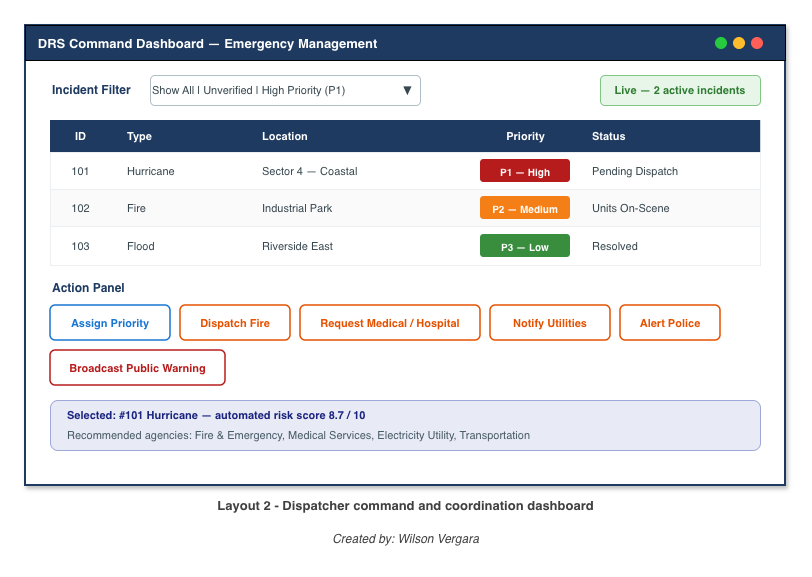 DRS Command Dashboard — Emergency Management
Incident Filter Show All | Unverified | High Priority (P1) ▼ Live — 2 active incidents
ID Type Location Priority Status
101 Hurricane Sector 4 — Coastal P1 — High Pending Dispatch
102 Fire Industrial Park P2 — Medium Units On-Scene
103 Flood Riverside East P3 — Low Resolved
Action Panel
Assign Priority Dispatch Fire Request Medical / Hospital Notify Utilities Alert Police
Broadcast Public Warning
Selected: #101 Hurricane — automated risk score 8.7 / 10
Recommended agencies: Fire & Emergency, Medical Services, Electricity Utility, Transportation
Layout 2 - Dispatcher command and coordination dashboard
Created by: Wilson Vergara